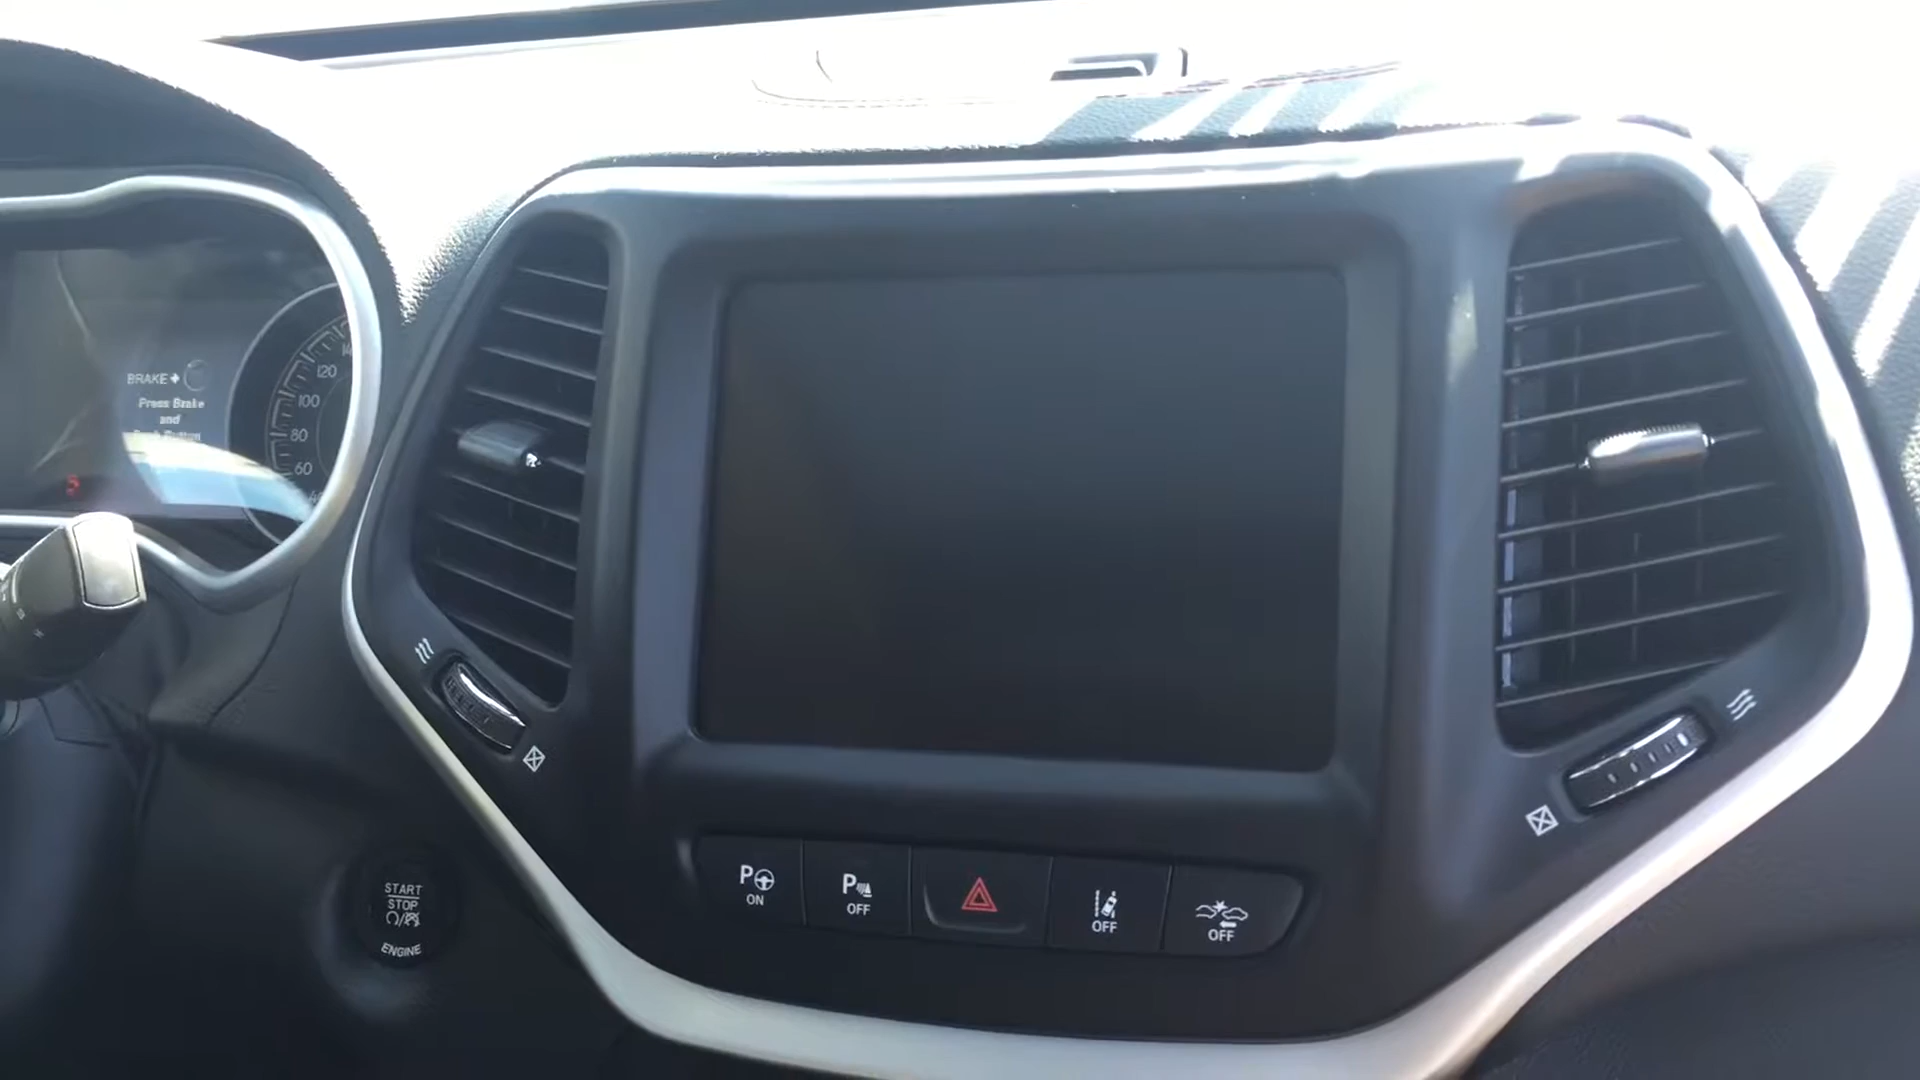 BRAKE
Press Brake
and
120
100
80
60
START
STOP
ENGINE
P
ON
P
OFF
OFF
OFF